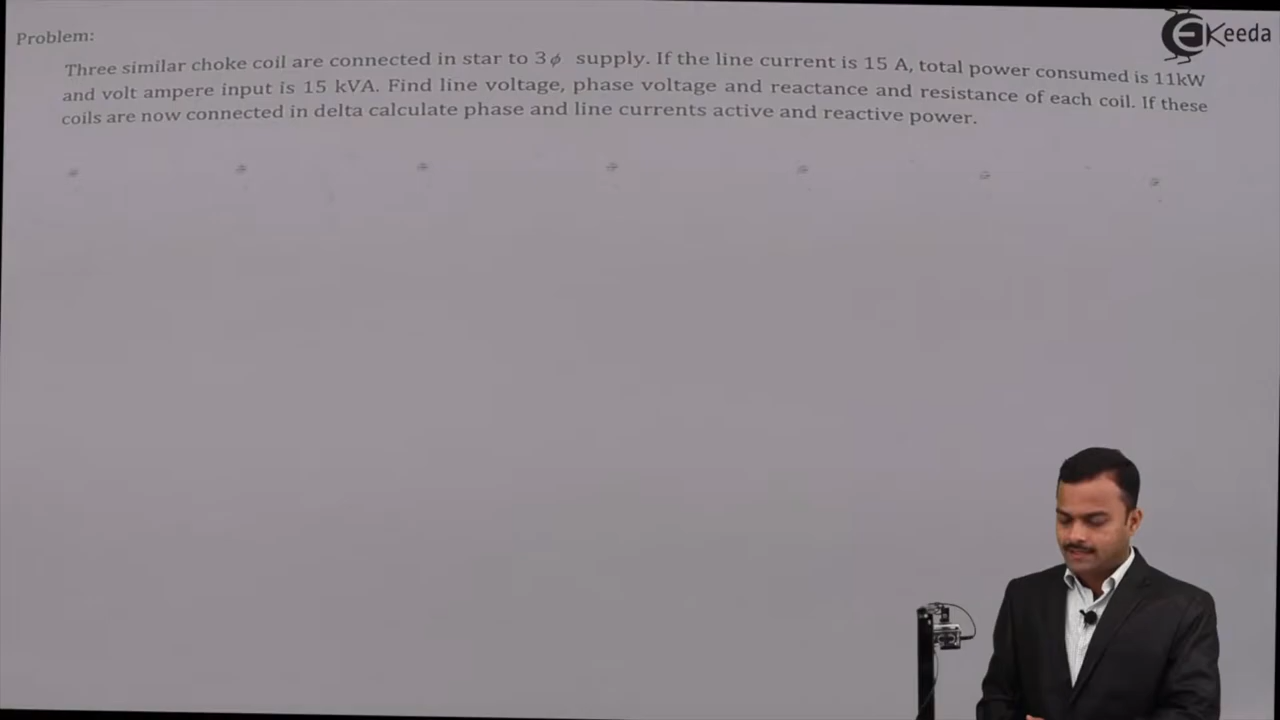 Keeda
Problem:
Three similar choke coil are connected in star to 3ϕ supply. If the line current is 15 A, total power consumed is 11kW
and volt ampere input is 15 kVA. Find line voltage, phase voltage and reactance and resistance of each coil. If these
coils are now connected in delta calculate phase and line currents active and reactive power.